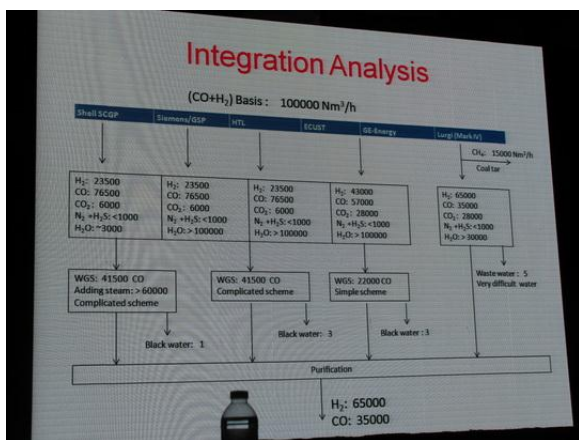 Integration Analysis
(CO+H₂) Basis : 100000 Nm³/h
Shell SCGP
Siemens/GSP
HTL
ECUST
GE-Energy
Lurgi (Mark IV)
CH₄: 15000 Nm³/h
Coal tar
H₂: 23500
CO: 76500
CO₂: 6000
N₂ +H₂S: <1000
H₂O: ~3000
H₂: 23500
CO: 76500
CO₂: 6000
N₂ +H₂S: <1000
H₂O: > 100000
H₂: 23500
CO: 76500
CO₂: 6000
N₂ +H₂S: <1000
H₂O: > 100000
H₂: 43000
CO: 57000
CO₂: 28000
N₂ +H₂S: <1000
H₂O: > 100000
H₂: 65000
CO: 35000
CO₂: 28000
N₂ +H₂S: <1000
H₂O: > 30000
WGS: 41500 CO
Adding steam: > 60000
Complicated scheme
WGS: 41500 CO
Complicated scheme
WGS: 22000 CO
Simple scheme
Waste water : 5
Very difficult water
Black water: 1
Black water: 3
Black water : 3
Purification
H₂: 65000
CO: 35000